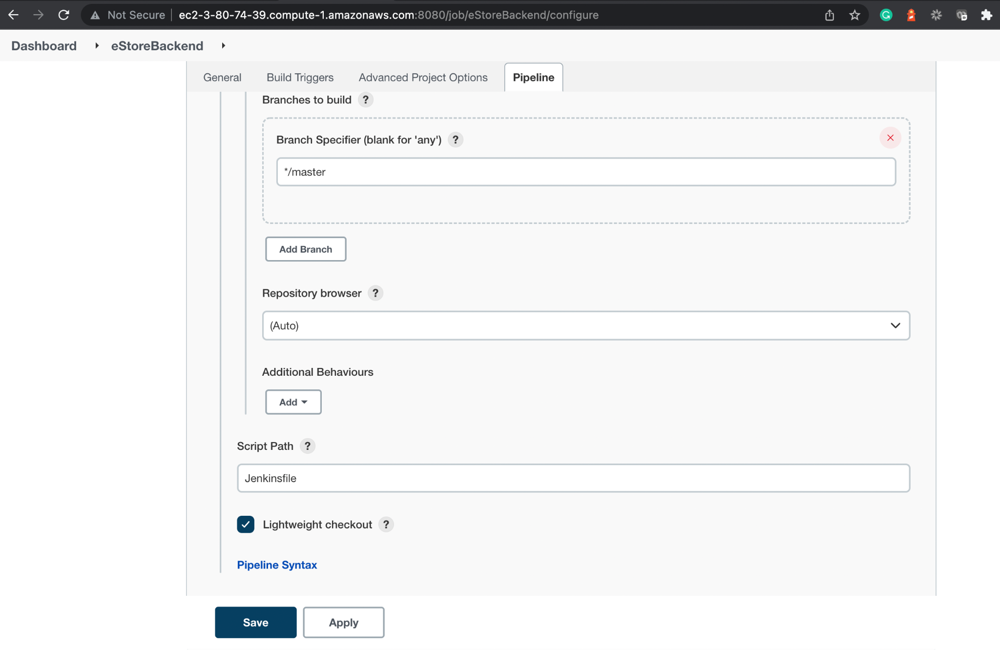 Not Secure ec2-3-80-74-39.compute-1.amazonaws.com:8080/job/eStoreBackend/configure
Dashboard eStoreBackend
General Build Triggers Advanced Project Options Pipeline
Branches to build ?
Branch Specifier (blank for 'any') ?
*/master
Add Branch
Repository browser ?
(Auto)
Additional Behaviours
Add
Script Path ?
Jenkinsfile
Lightweight checkout ?
Pipeline Syntax
Save Apply